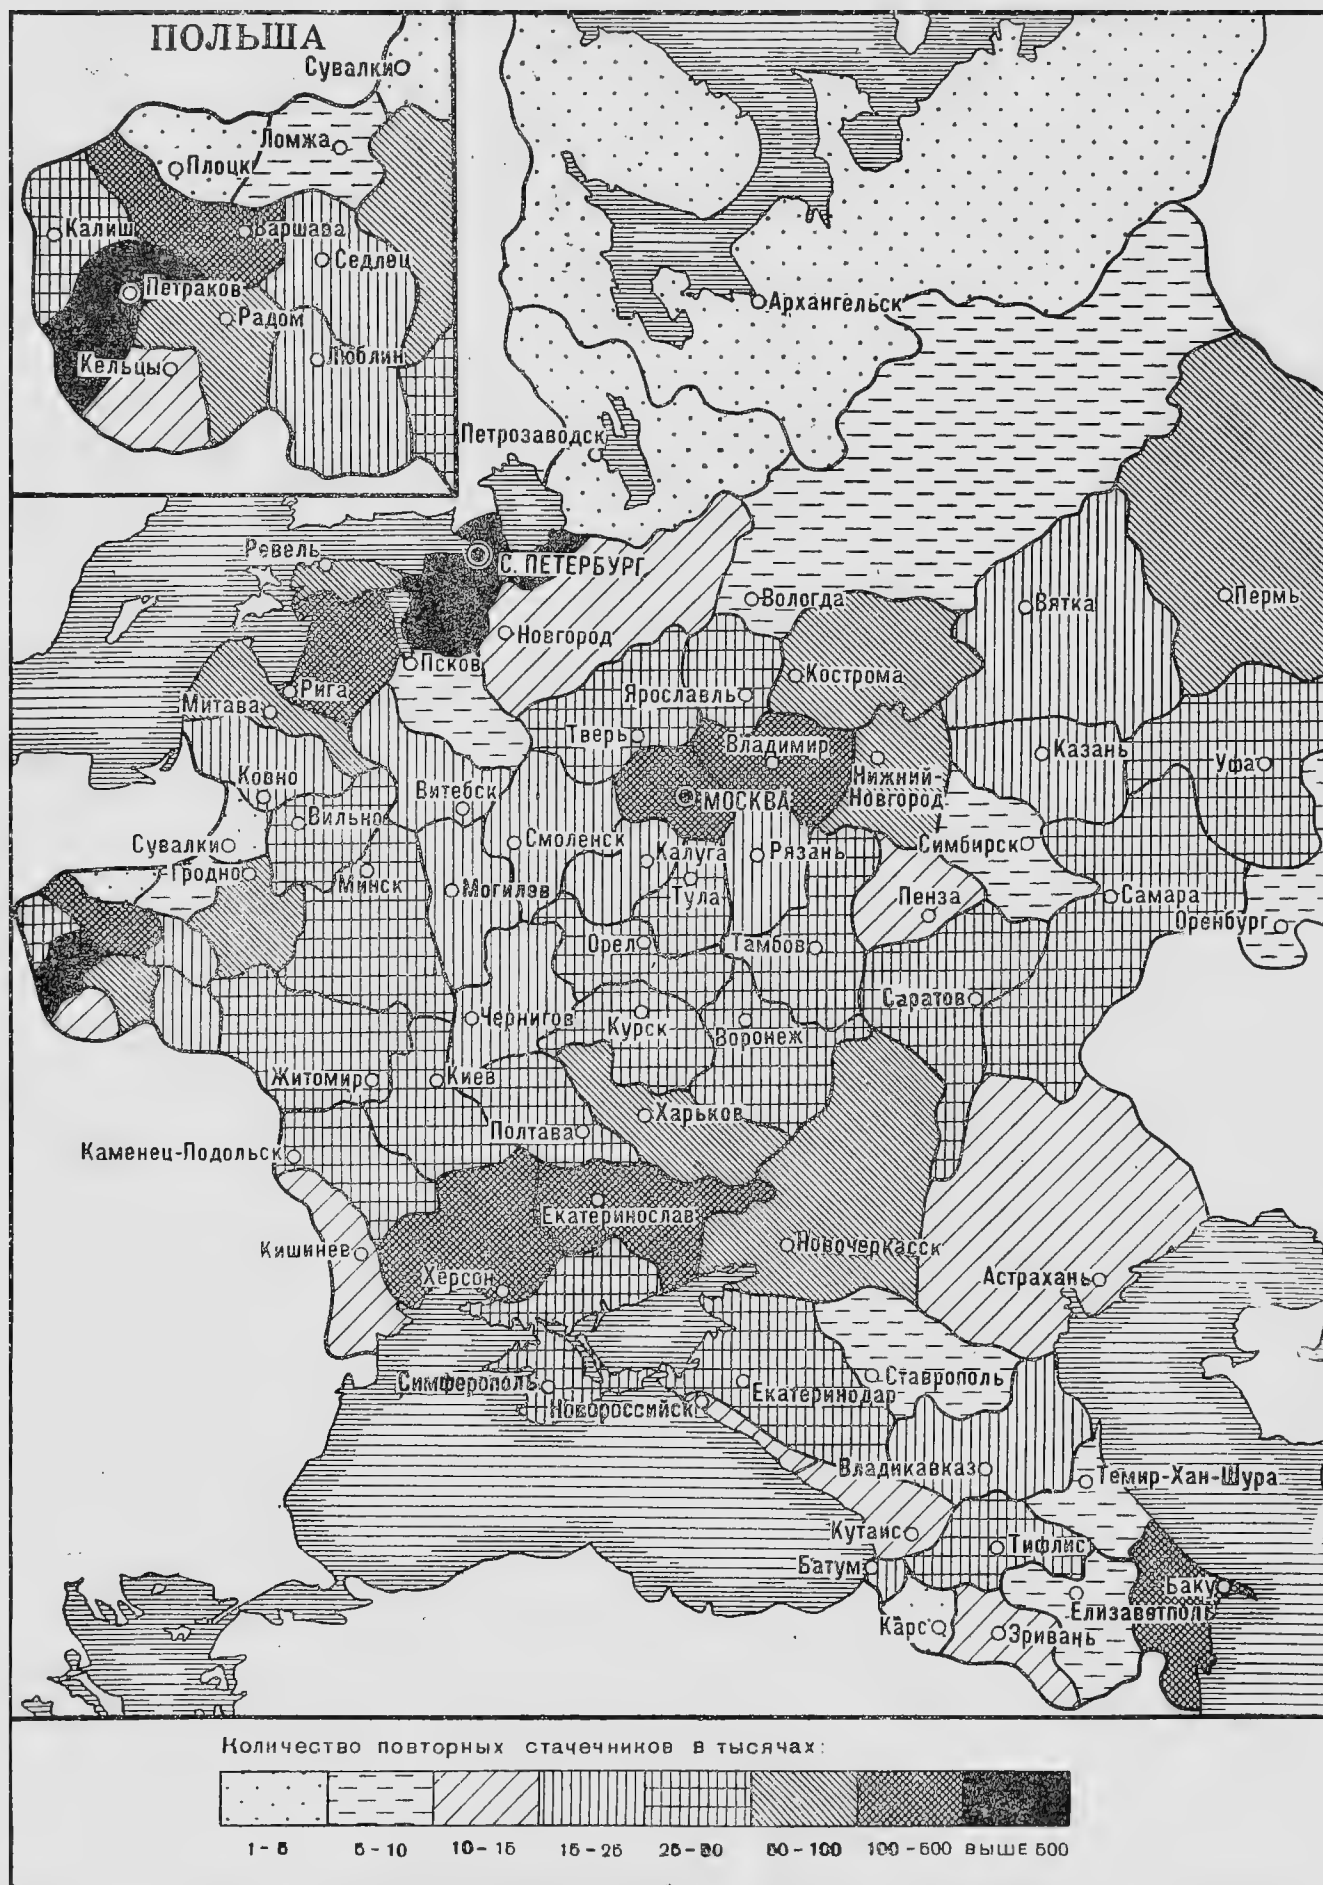 ПОЛЬША
Сувалки
Ломжа
Плоцк
Калиш
Варшава
Седлец
Петраков
Радом
Люблин
Кельцы
Архангельск
Петрозаводск
Ревель
С. ПЕТЕРБУРГ
Вологда
Вятка
Пермь
Новгород
Псков
Кострома
Рига
Ярославль
Митава
Тверь
Владимир
Казань
Уфа
Нижний-
Новгород
Ковно
Витебск
МОСКВА
Вильно
Смоленск
Калуга
Рязань
Симбирск
Сувалки
Гродно
Минск
Могилев
Тула
Пенза
Самара
Оренбург
Орел
Тамбов
Саратов
Чернигов
Курск
Воронеж
Житомир
Киев
Харьков
Полтава
Каменец-Подольск
Екатеринослав
Кишинев
Новочеркасск
Херсон
Астрахань
Симферополь
Екатеринодар
Ставрополь
Новороссийск
Владикавказ
Темир-Хан-Шура
Кутаис
Тифлис
Батум
Баку
Елизаветполь
Карс
Эривань
Количество повторных стачечников в тысячах:
1-5 5-10 10-15 15-25 25-50 50-100 100-500 ВЫШЕ 500